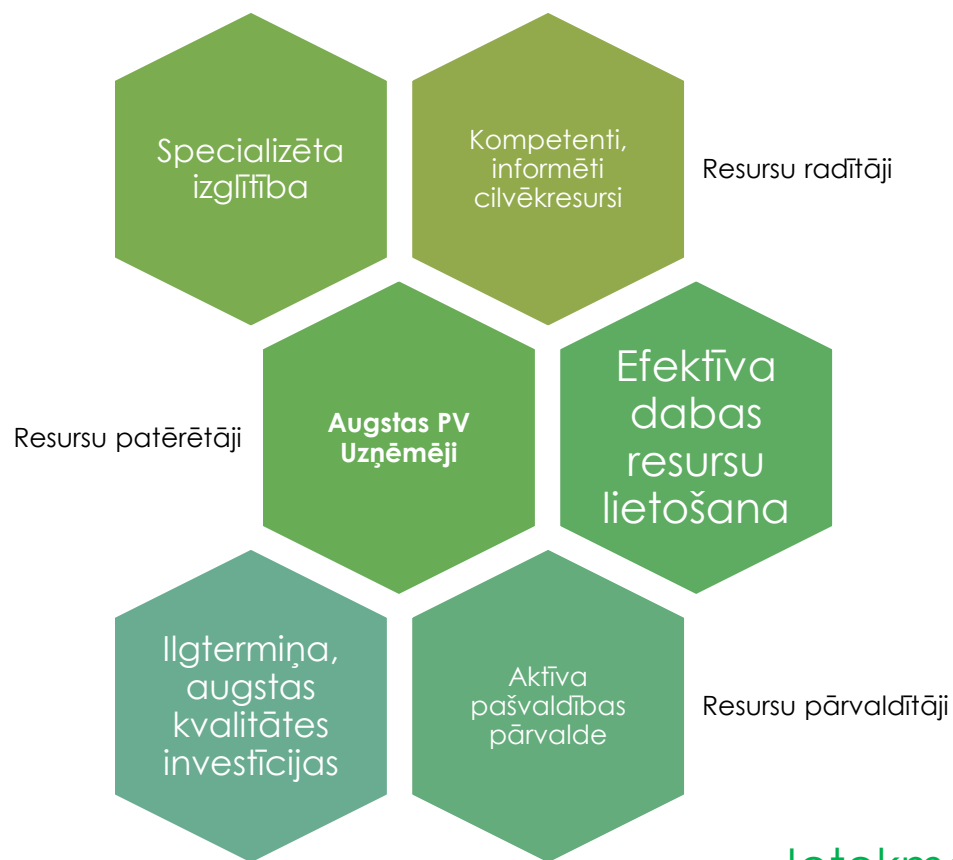 Specializēta
izglītība
Kompetenti,
informēti
cilvēkresursi
Resursu radītāji
Resursu patērētāji
Augstas PV
Uzņēmēji
Efektīva
dabas
resursu
lietošana
Ilgtermiņa,
augstas
kvalitātes
investīcijas
Aktīva
pašvaldības
pārvalde
Resursu pārvaldītāji